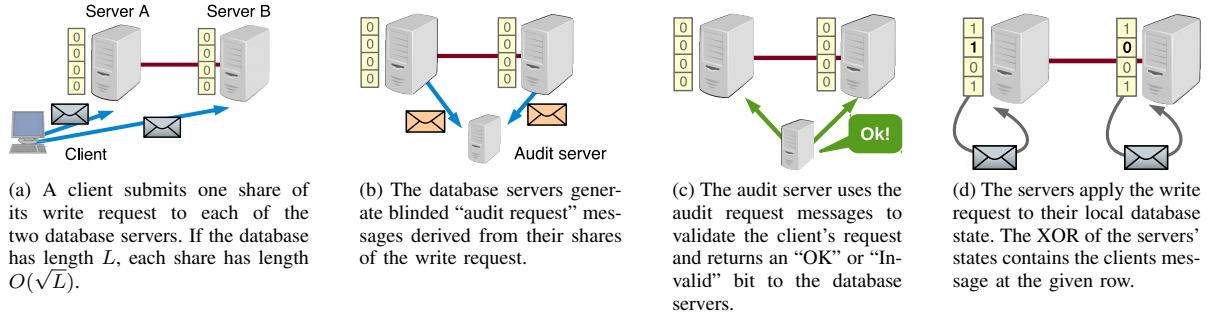 Server A
Server B
0
0
0
0
0
0
0
0
Client
(a) A client submits one share of
its write request to each of the
two database servers. If the database
has length L, each share has length
O(√L).
0
0
0
0
0
0
0
0
Audit server
(b) The database servers gener-
ate blinded “audit request” mes-
sages derived from their shares
of the write request.
0
0
0
0
0
0
0
0
Ok!
(c) The audit server uses the
audit request messages to
validate the client’s request
and returns an “OK” or “In-
valid” bit to the database
servers.
1
1
0
1
1
0
0
1
(d) The servers apply the write
request to their local database
state. The XOR of the servers’
states contains the clients mes-
sage at the given row.